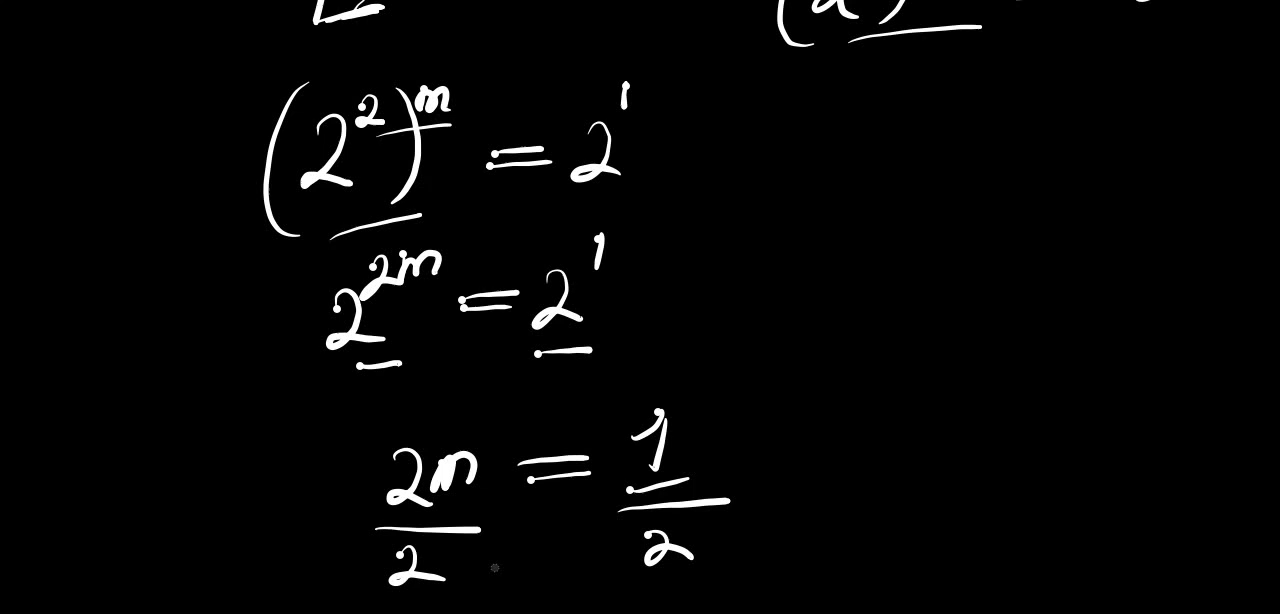 (2²)ᵐ = 2¹
2²ᵐ = 2¹
2m/2 = 1/2